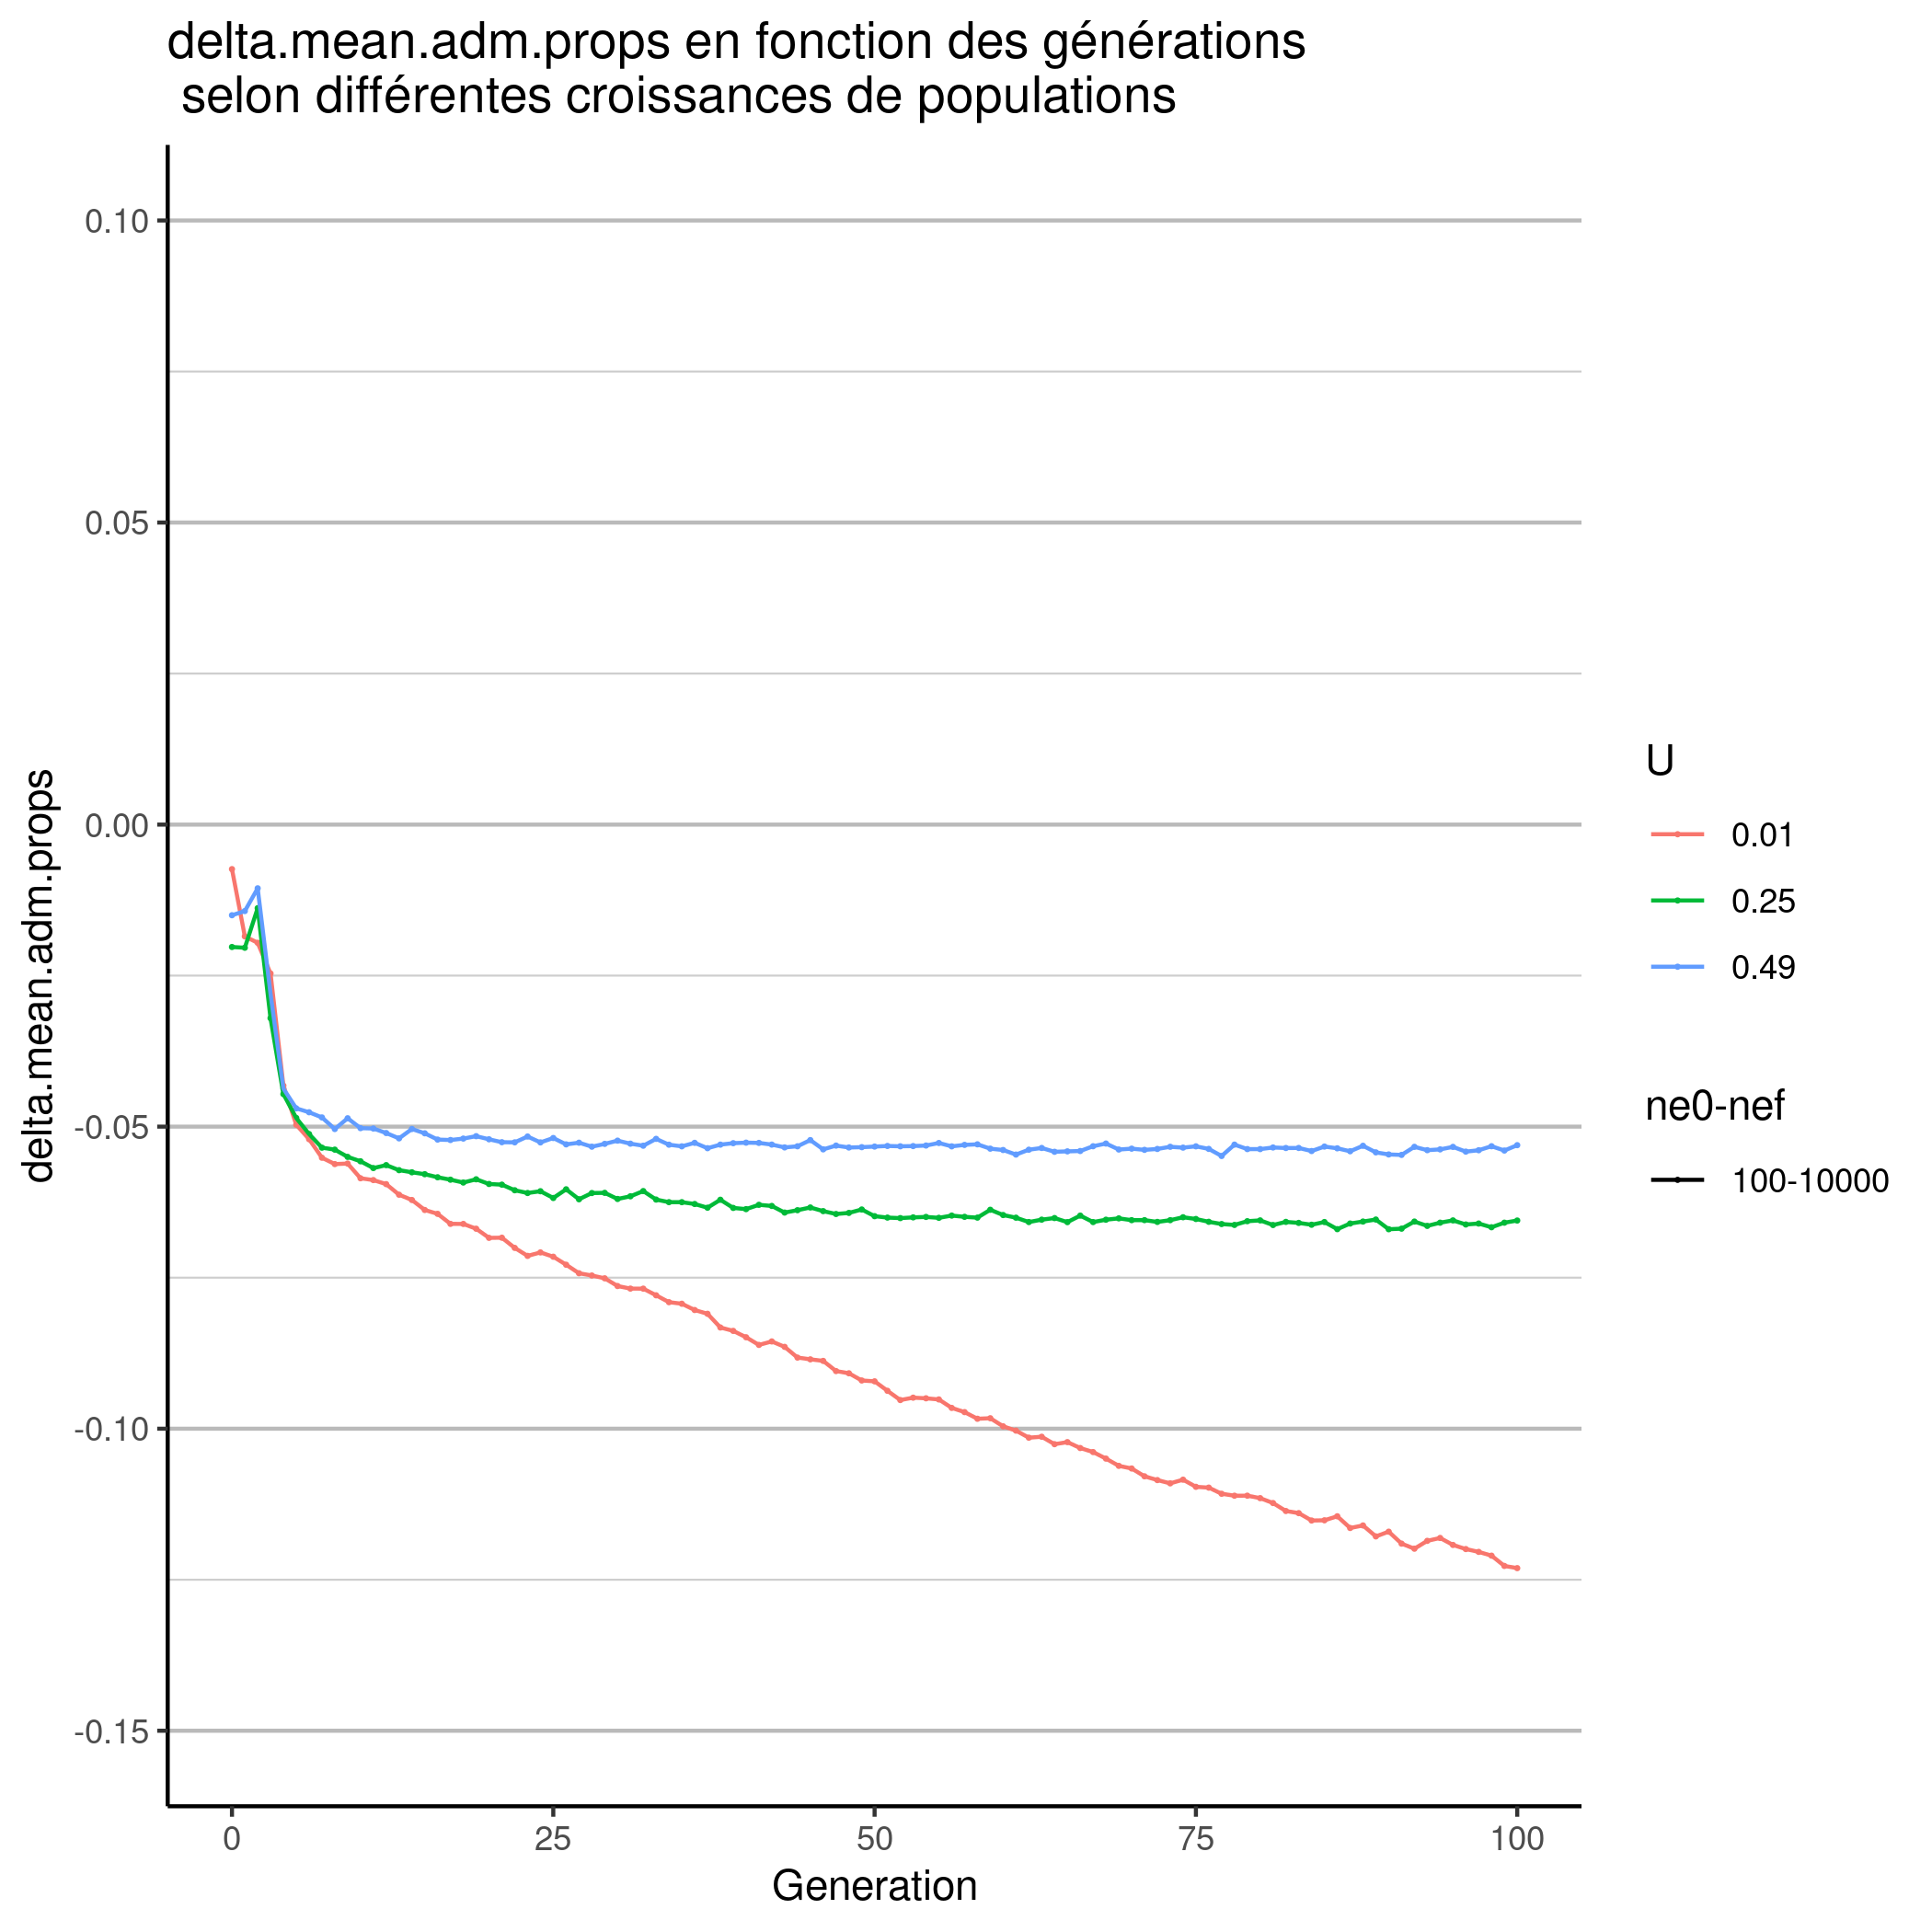 delta.mean.adm.props en fonction des générations
selon différentes croissances de populations
delta.mean.adm.props
0.10
0.05
0.00
-0.05
-0.10
-0.15
0
25
50
75
100
Generation
U
0.01
0.25
0.49
ne0-nef
100-10000